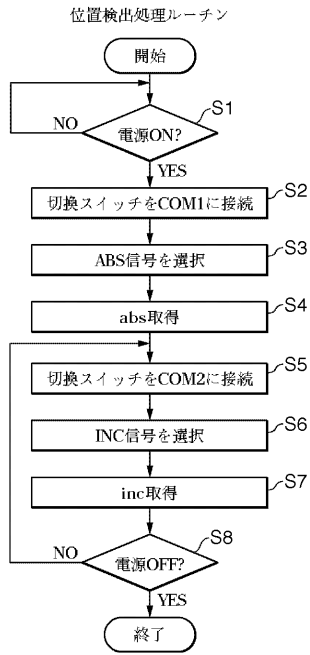 位置検出処理ルーチン
開始
S1
電源ON?
NO
YES
S2
切換スイッチをCOM1に接続
S3
ABS信号を選択
S4
abs取得
S5
切換スイッチをCOM2に接続
S6
INC信号を選択
S7
inc取得
S8
電源OFF?
NO
YES
終了